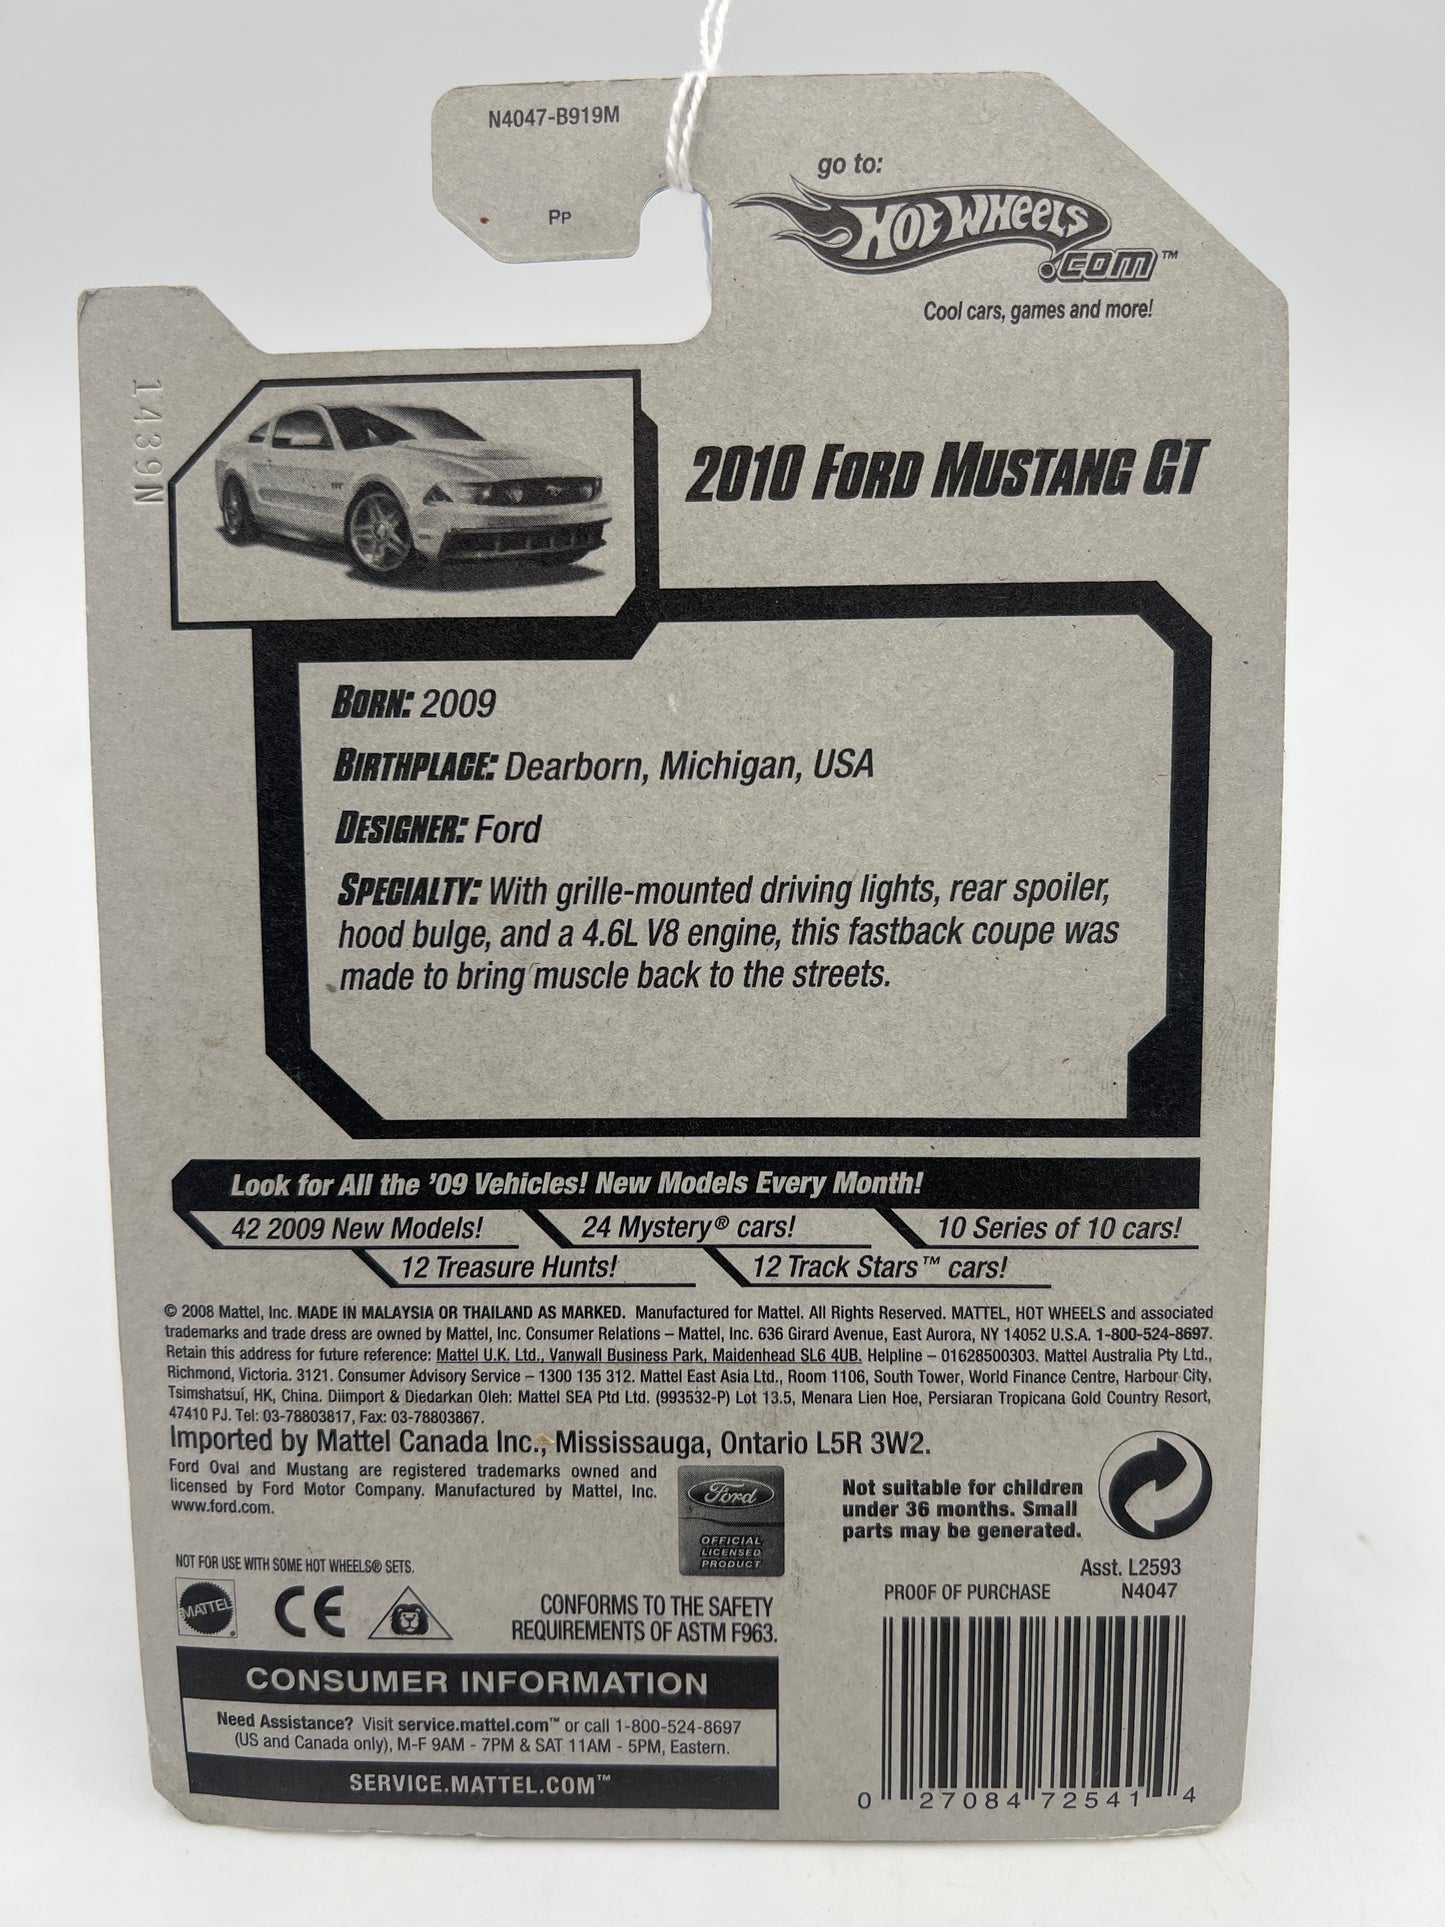 N4047-B919M
PP
go to:
HOT WHEELS
.COM™
Cool cars, games and more!
1439N
2010 FORD MUSTANG GT
BORN: 2009
BIRTHPLACE: Dearborn, Michigan, USA
DESIGNER: Ford
SPECIALTY: With grille-mounted driving lights, rear spoiler,
hood bulge, and a 4.6L V8 engine, this fastback coupe was
made to bring muscle back to the streets.
Look for All the '09 Vehicles! New Models Every Month!
42 2009 New Models!
24 Mystery® cars!
10 Series of 10 cars!
12 Treasure Hunts!
12 Track Stars™ cars!
© 2008 Mattel, Inc. MADE IN MALAYSIA OR THAILAND AS MARKED. Manufactured for Mattel. All Rights Reserved. MATTEL, HOT WHEELS and associated
trademarks and trade dress are owned by Mattel, Inc. Consumer Relations – Mattel, Inc. 636 Girard Avenue, East Aurora, NY 14052 U.S.A. 1-800-524-8697.
Retain this address for future reference: Mattel U.K. Ltd., Vanwall Business Park, Maidenhead SL6 4UB. Helpline – 01628500303. Mattel Australia Pty Ltd.,
Richmond, Victoria. 3121. Consumer Advisory Service – 1300 135 312. Mattel East Asia Ltd., Room 1106, South Tower, World Finance Centre, Harbour City,
Tsimshatsui, HK, China. Diimport & Diedarkan Oleh: Mattel SEA Ptd Ltd. (993532-P) Lot 13.5, Menara Lien Hoe, Persiaran Tropicana Gold Country Resort,
47410 PJ. Tel: 03-78803817, Fax: 03-78803867.
Imported by Mattel Canada Inc., Mississauga, Ontario L5R 3W2.
Ford Oval and Mustang are registered trademarks owned and
licensed by Ford Motor Company. Manufactured by Mattel, Inc.
www.ford.com.
Ford
OFFICIAL
LICENSED
PRODUCT
Not suitable for children
under 36 months. Small
parts may be generated.
NOT FOR USE WITH SOME HOT WHEELS® SETS.
MATTEL
CE
CONFORMS TO THE SAFETY
REQUIREMENTS OF ASTM F963.
Asst. L2593
PROOF OF PURCHASE N4047
CONSUMER INFORMATION
Need Assistance? Visit service.mattel.com™ or call 1-800-524-8697
(US and Canada only), M-F 9AM - 7PM & SAT 11AM - 5PM, Eastern.
SERVICE.MATTEL.COM™
0 27084 72541 4